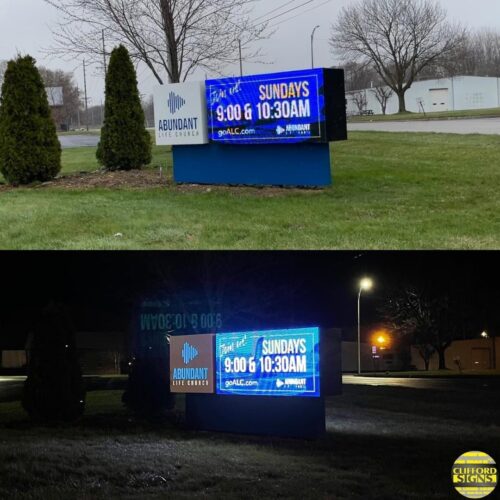 Join us!
SUNDAYS
9:00 & 10:30AM
goALC.com
ABUNDANT
ABUNDANT
LIFE CHURCH
Join us!
SUNDAYS
9:00 & 10:30AM
goALC.com
ABUNDANT
ABUNDANT
LIFE CHURCH
CLIFFORD
SIGNS